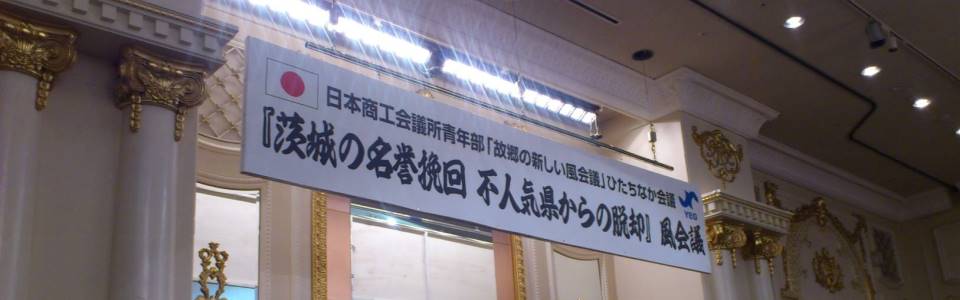 日本商工会議所青年部「故郷の新しい風会議」ひたちなか会議
『茨城の名誉挽回 不人気県からの脱却』風会議
YEG